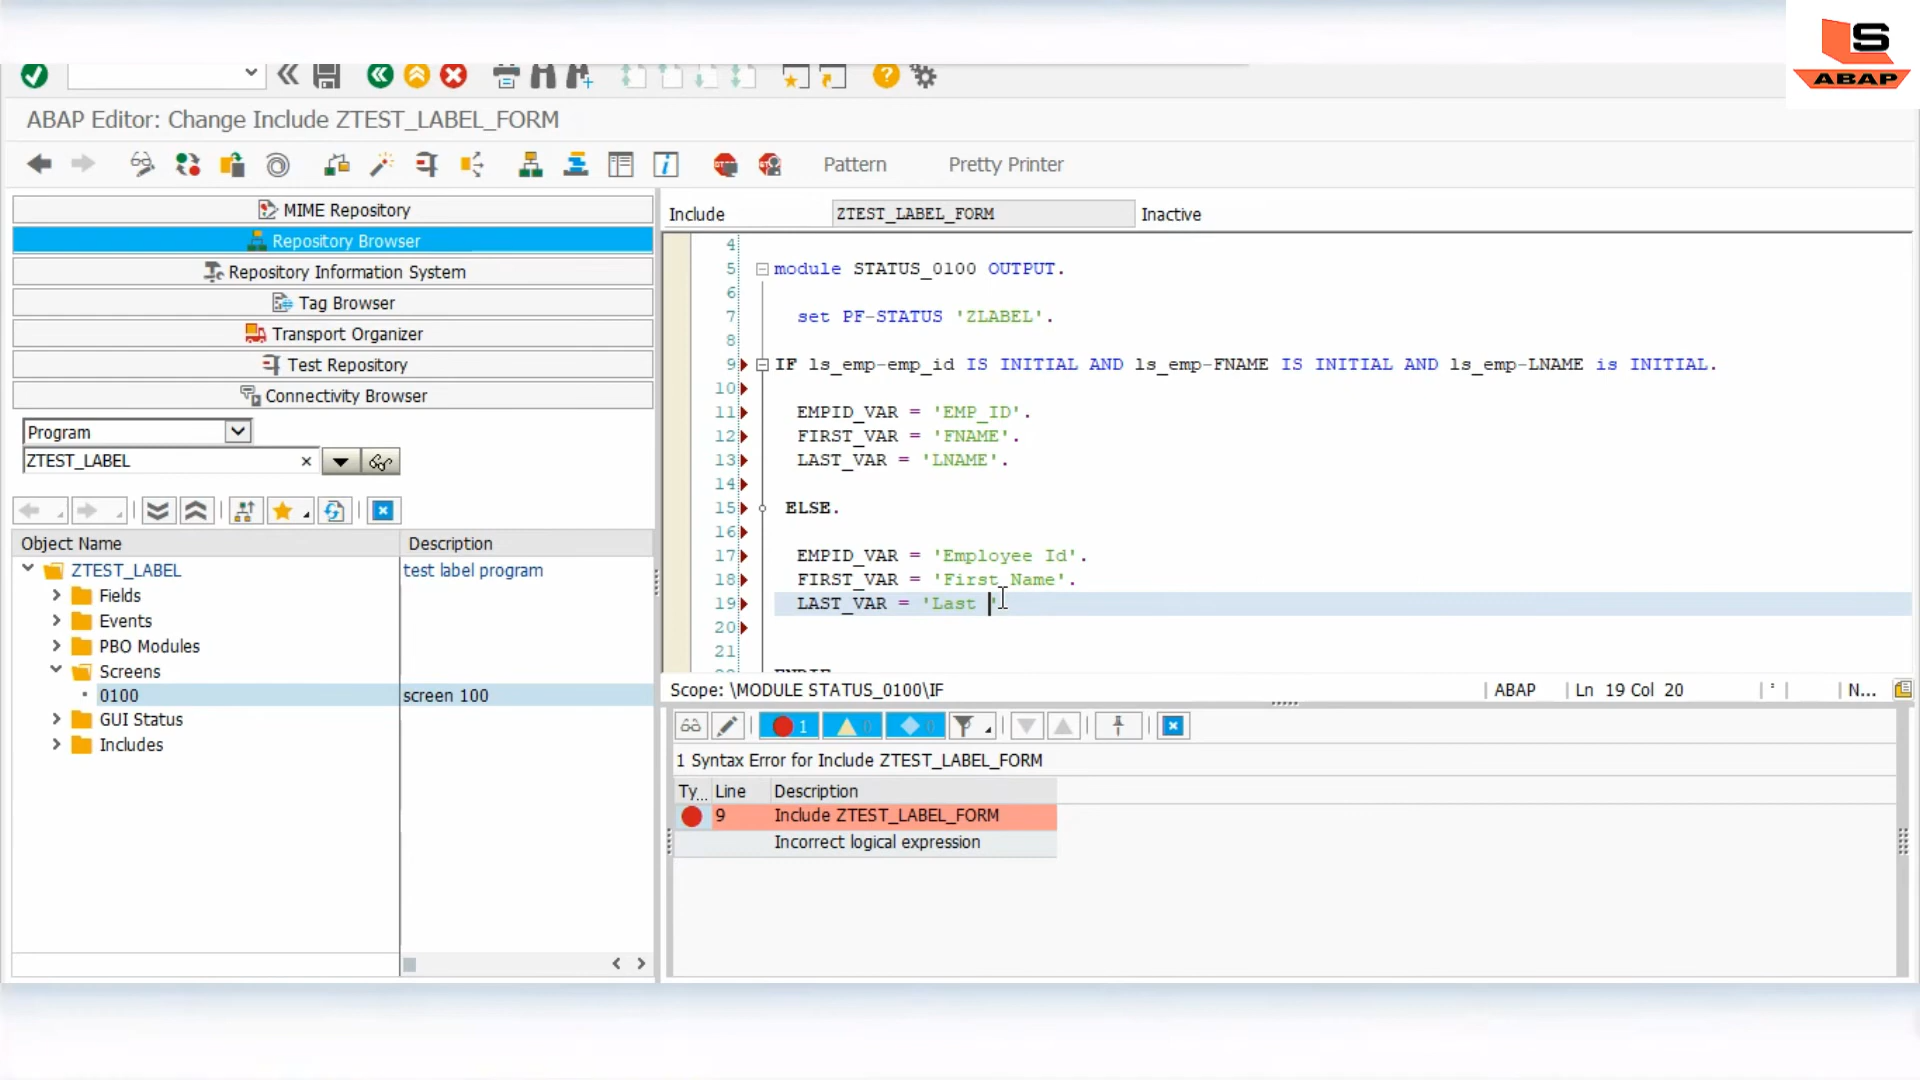 S
ABAP
ABAP Editor: Change Include ZTEST_LABEL_FORM
Pattern
Pretty Printer
MIME Repository
Repository Browser
Repository Information System
Tag Browser
Transport Organizer
Test Repository
Connectivity Browser
Program
ZTEST_LABEL
Object Name Description
ZTEST_LABEL test label program
Fields
Events
PBO Modules
Screens
0100 screen 100
GUI Status
Includes
Include ZTEST_LABEL_FORM Inactive
4
5 module STATUS_0100 OUTPUT.
6
7 set PF-STATUS 'ZLABEL'.
8
9 IF ls_emp-emp_id IS INITIAL AND ls_emp-FNAME IS INITIAL AND ls_emp-LNAME is INITIAL.
10
11 EMPID_VAR = 'EMP_ID'.
12 FIRST_VAR = 'FNAME'.
13 LAST_VAR = 'LNAME'.
14
15 ELSE.
16
17 EMPID_VAR = 'Employee Id'.
18 FIRST_VAR = 'First_Name'.
19 LAST_VAR = 'Last '
20
21
Scope: \MODULE STATUS_0100\IF ABAP Ln 19 Col 20 N...
1 0 0
1 Syntax Error for Include ZTEST_LABEL_FORM
Ty... Line Description
9 Include ZTEST_LABEL_FORM
Incorrect logical expression